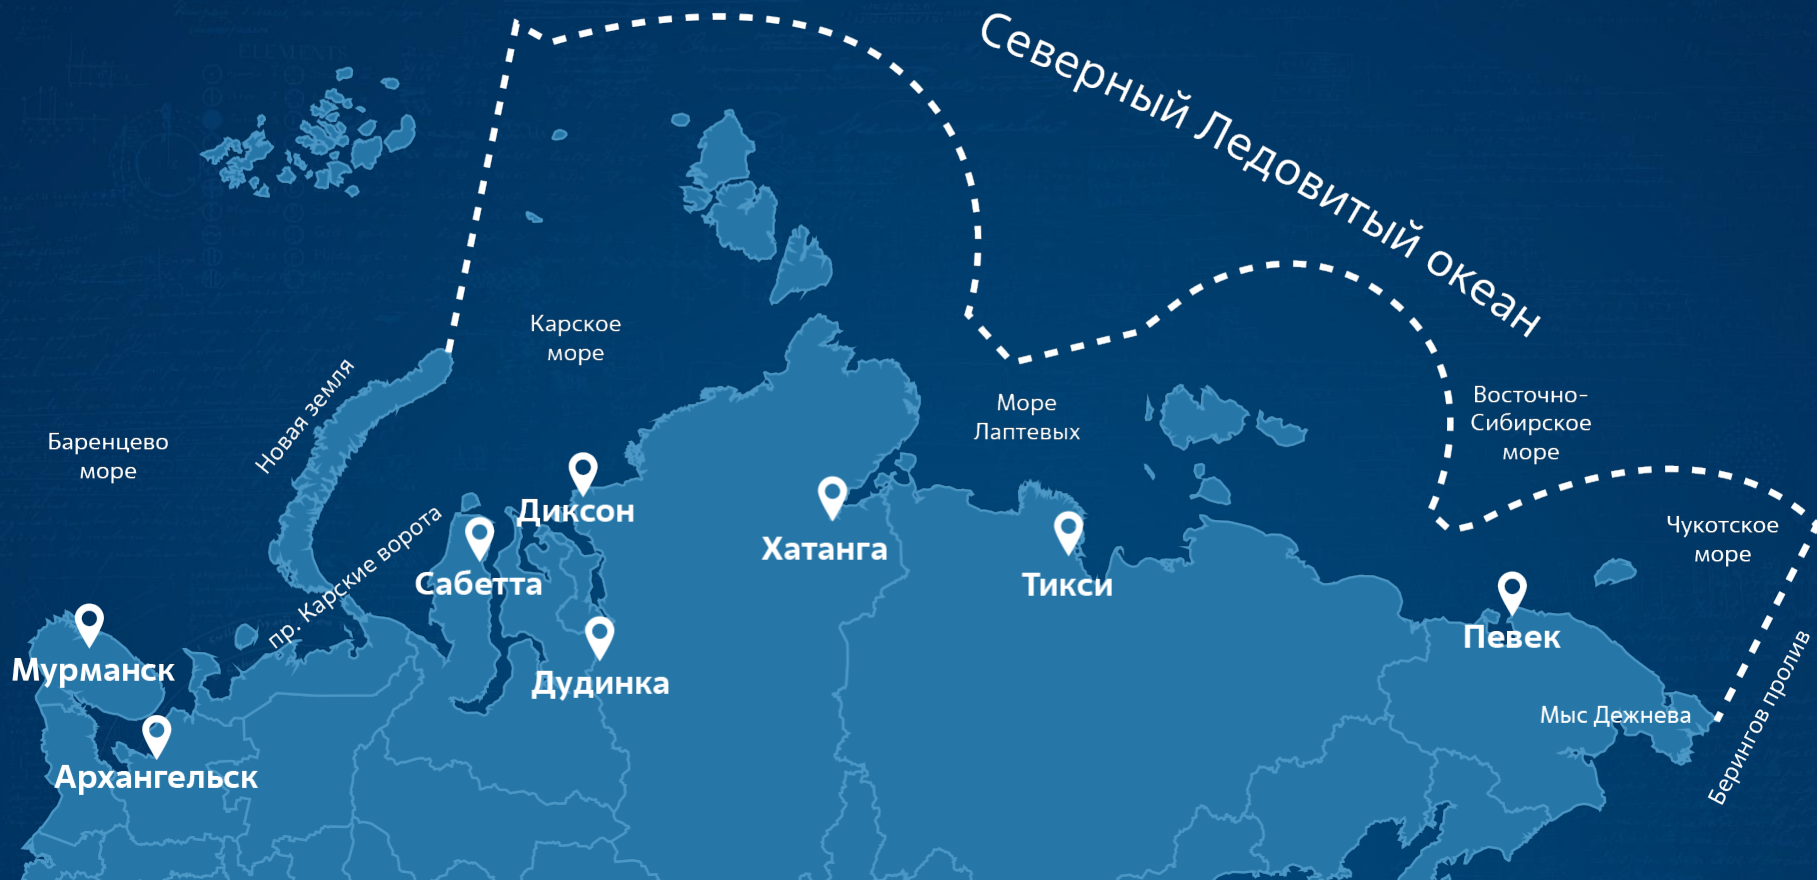 Северный Ледовитый океан
Карское
море
Новая земля
Море
Лаптевых
Восточно-
Сибирское
море
Баренцево
море
Диксон
пр. Карские ворота
Хатанга
Чукотское
море
Сабетта
Тикси
Певек
Мурманск
Дудинка
Мыс Дежнева
Берингов пролив
Архангельск
ELEMENTS